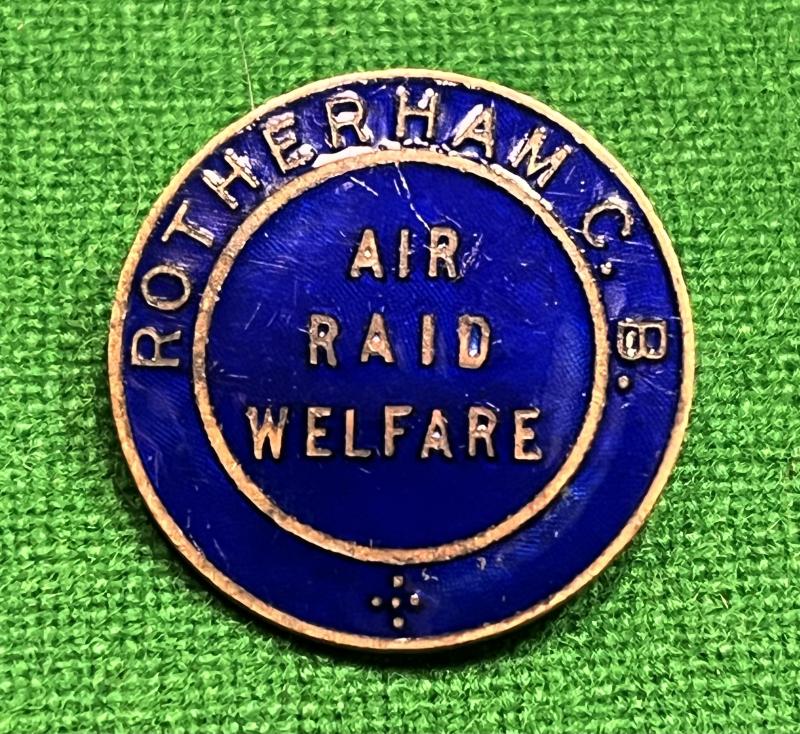 ROTHERHAM C. B.
AIR
RAID
WELFARE